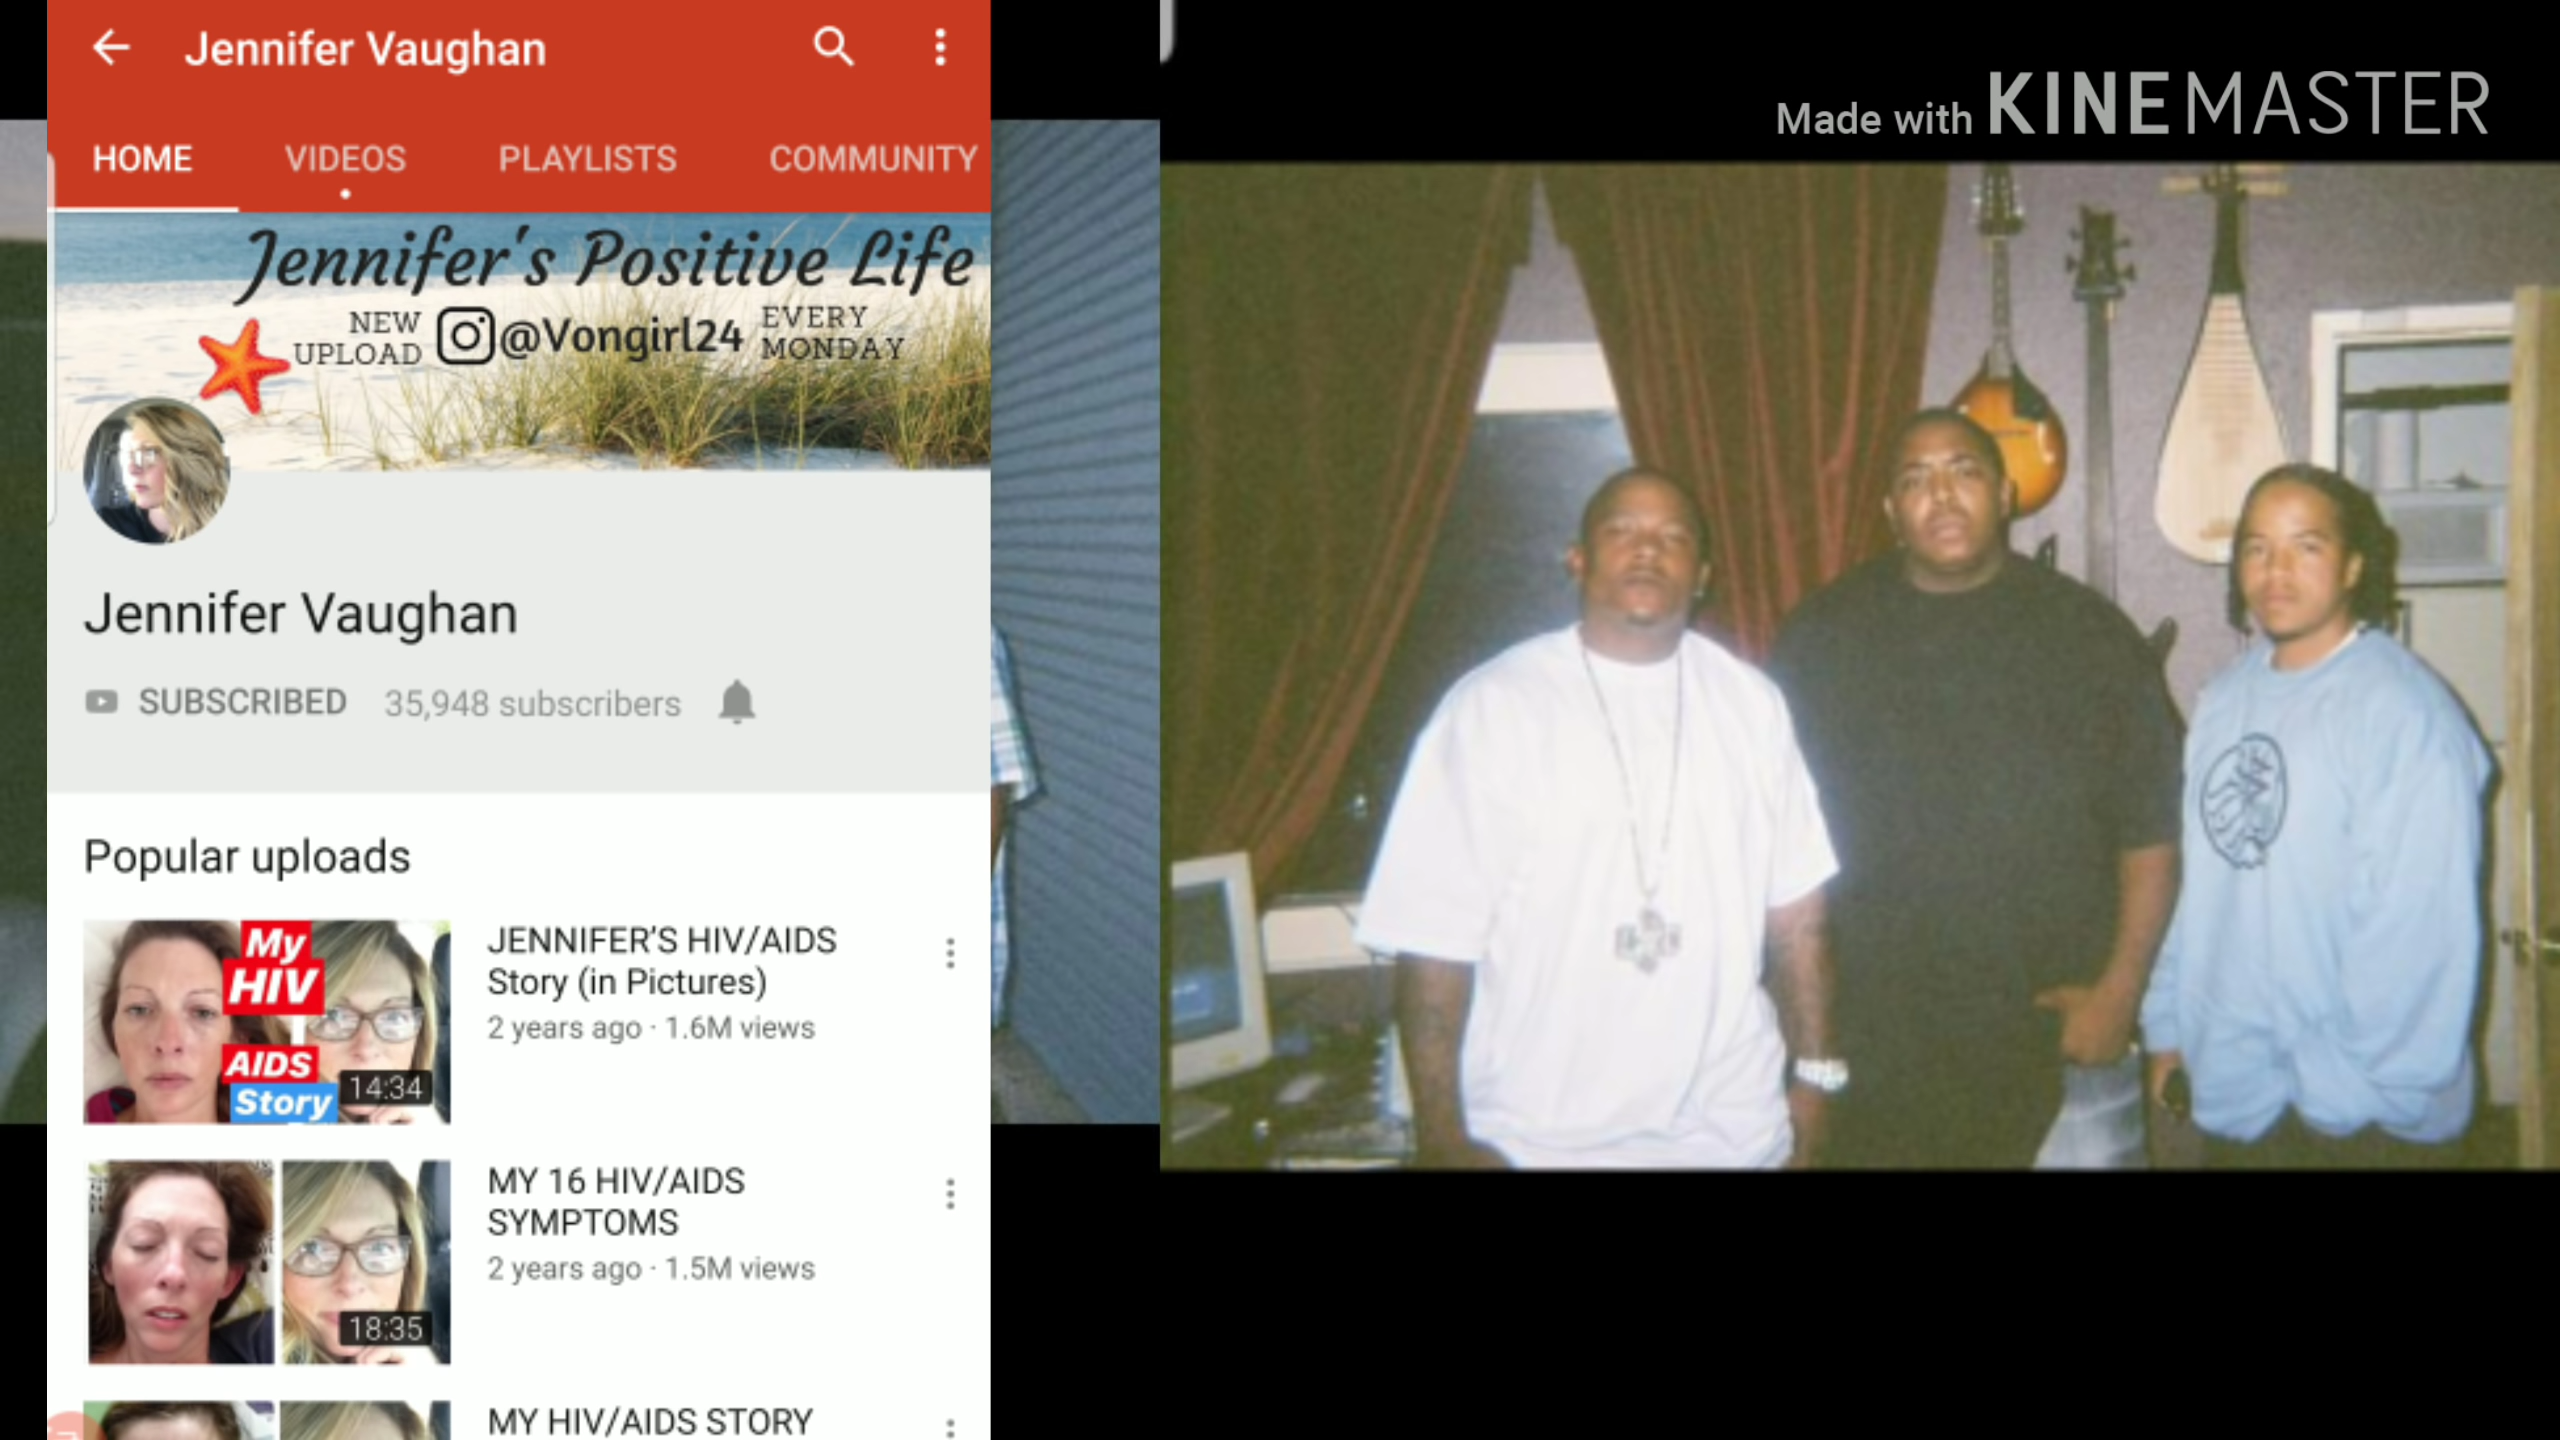 Jennifer Vaughan
HOME VIDEOS PLAYLISTS COMMUNITY
Jennifer's Positive Life
NEW UPLOAD @Vongirl24 EVERY MONDAY
Jennifer Vaughan
SUBSCRIBED 35,948 subscribers
Popular uploads
My
HIV
AIDS
Story
14:34
JENNIFER'S HIV/AIDS
Story (in Pictures)
2 years ago · 1.6M views
18:35
MY 16 HIV/AIDS
SYMPTOMS
2 years ago · 1.5M views
MY HIV/AIDS STORY
Made with KINEMASTER